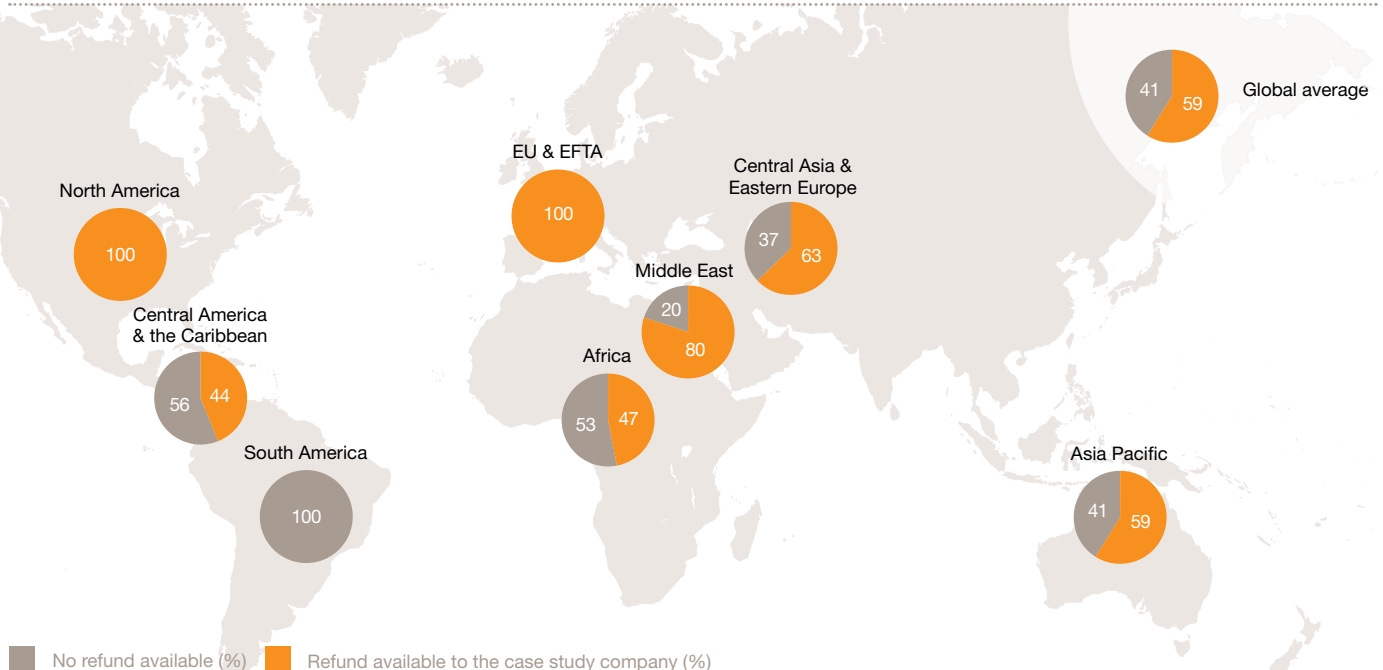 41
59
Global average
EU & EFTA
100
Central Asia &
Eastern Europe
37
63
North America
100
Middle East
20
80
Central America
& the Caribbean
56
44
Africa
53
47
South America
100
Asia Pacific
41
59
No refund available (%)
Refund available to the case study company (%)